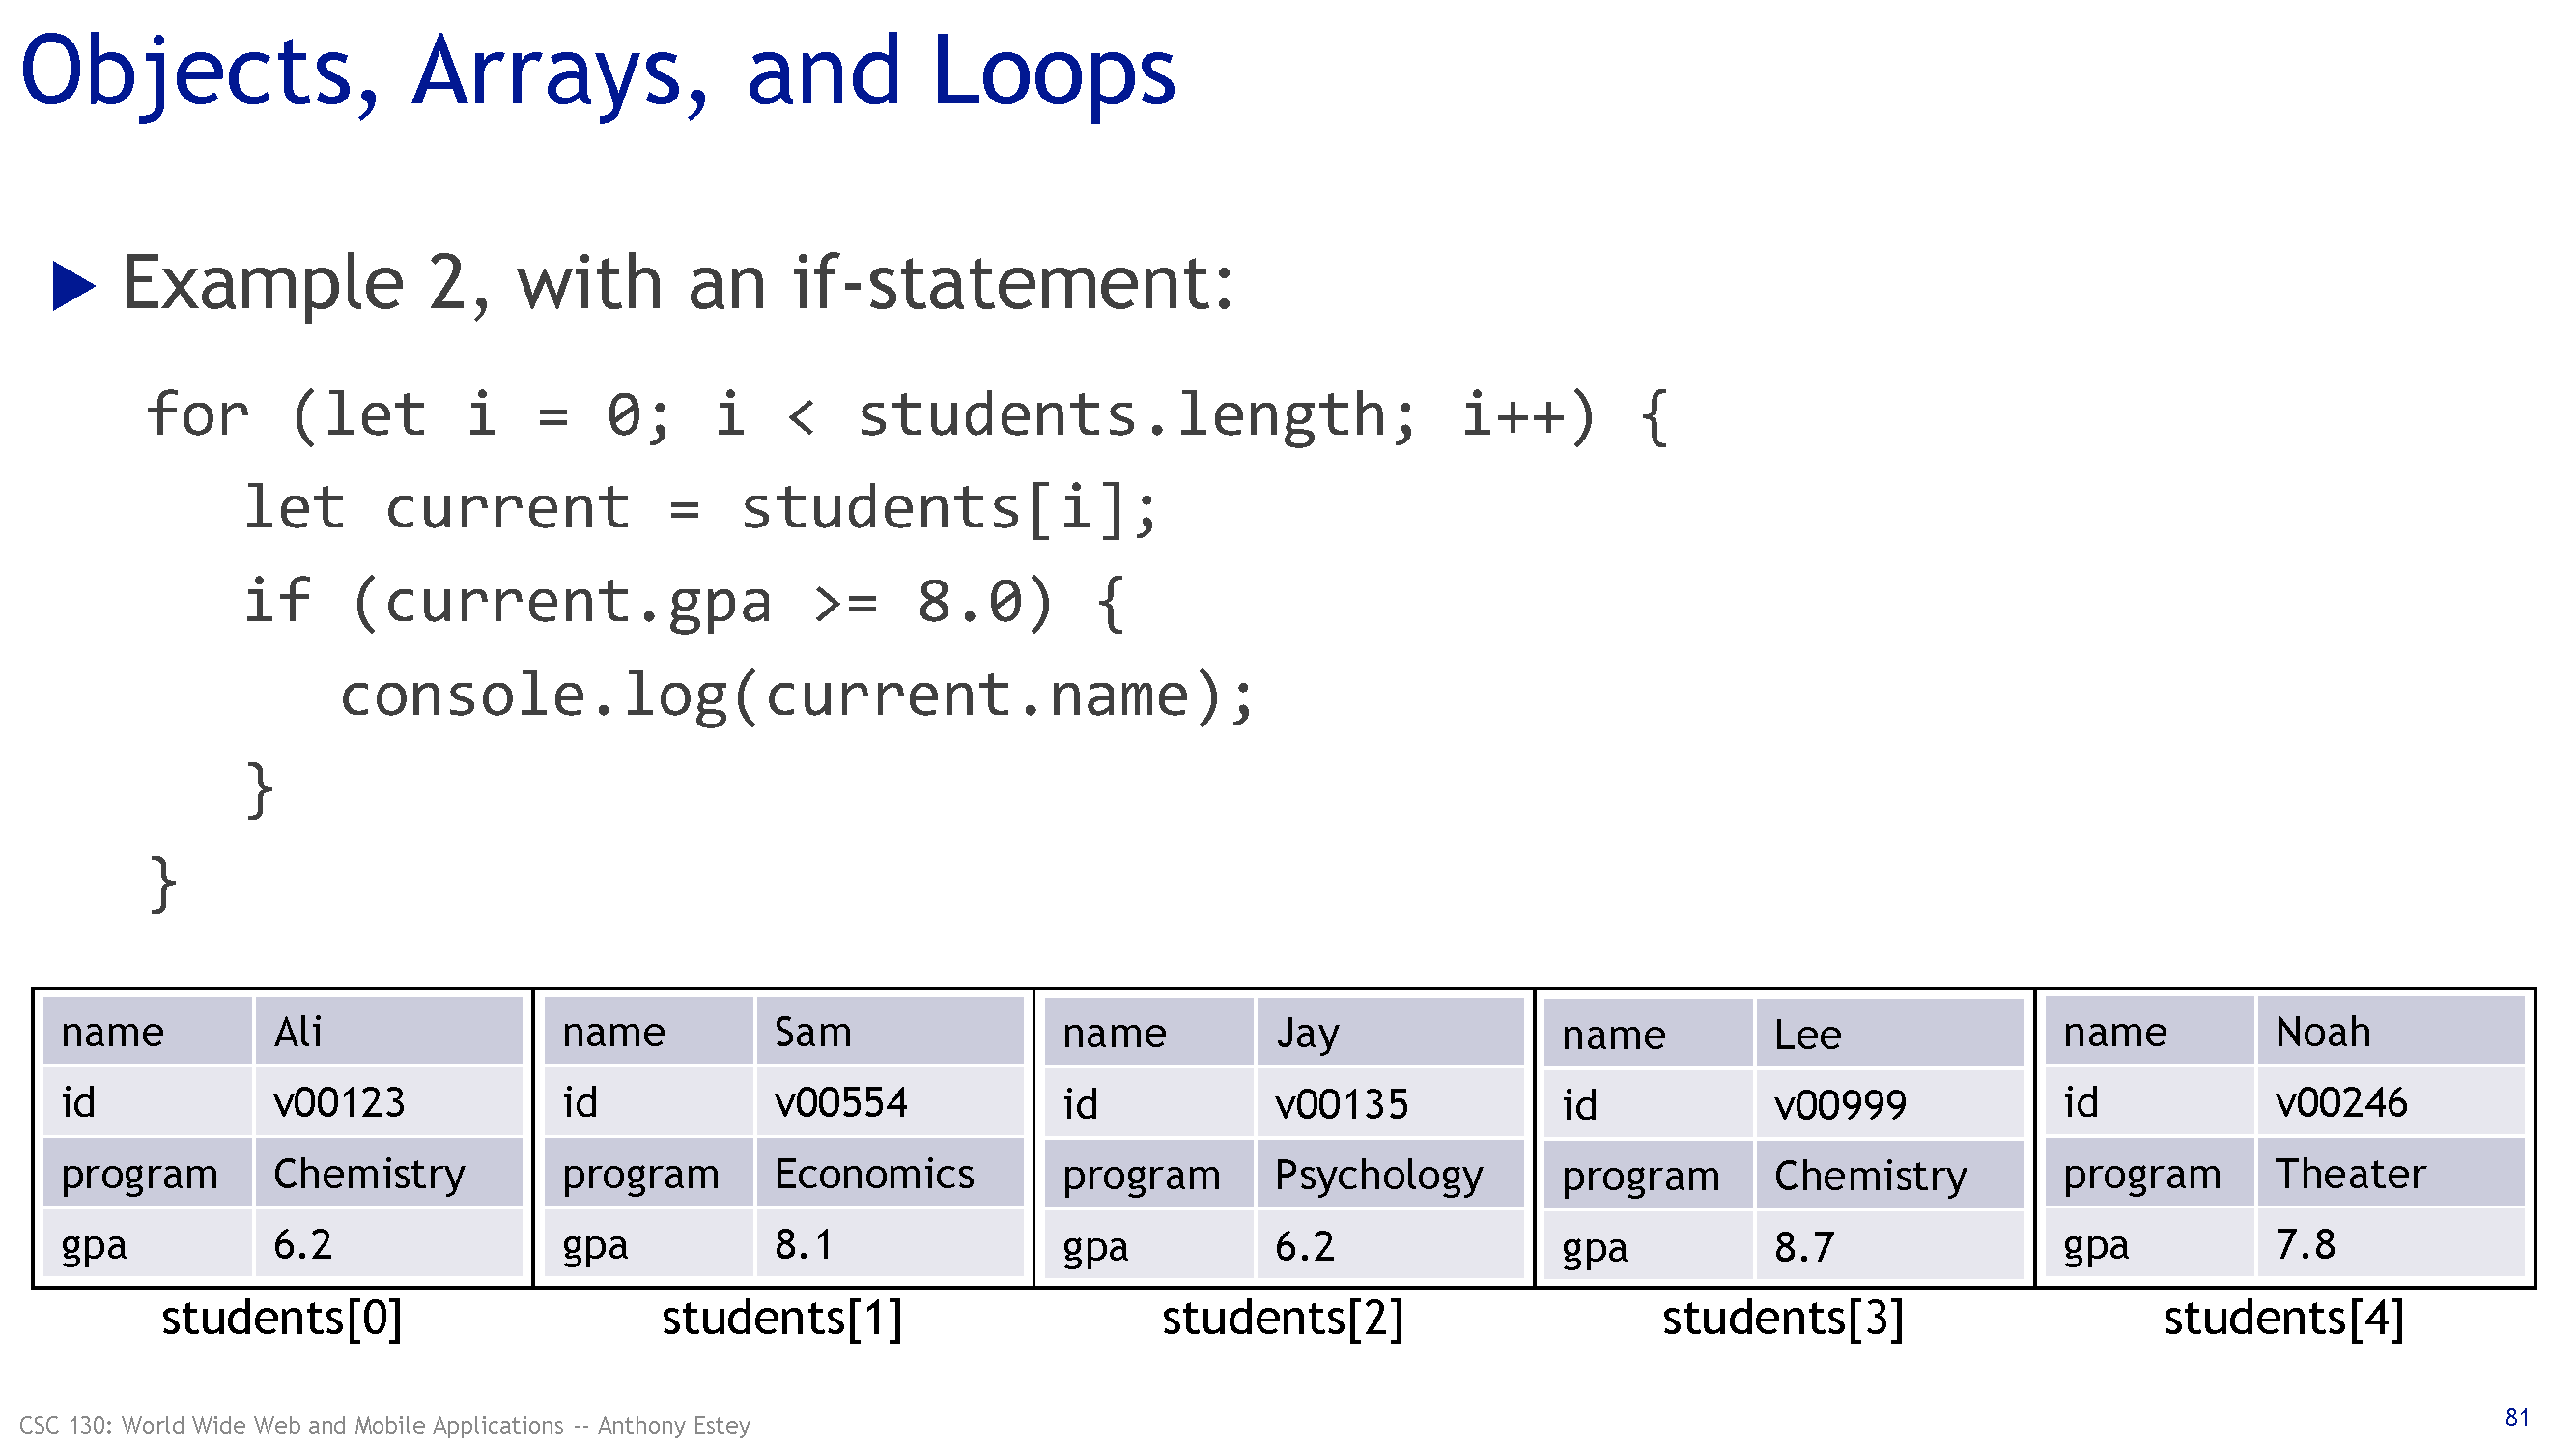 Objects, Arrays, and Loops
Example 2, with an if-statement:
for (let i = 0; i < students.length; i++) {
let current = students[i];
if (current.gpa >= 8.0) {
console.log(current.name);
}
}
name Ali name Sam name Jay name Lee name Noah
id v00123 id v00554 id v00135 id v00999 id v00246
program Chemistry program Economics program Psychology program Chemistry program Theater
gpa 6.2 gpa 8.1 gpa 6.2 gpa 8.7 gpa 7.8
students[0] students[1] students[2] students[3] students[4]
CSC 130: World Wide Web and Mobile Applications -- Anthony Estey
81